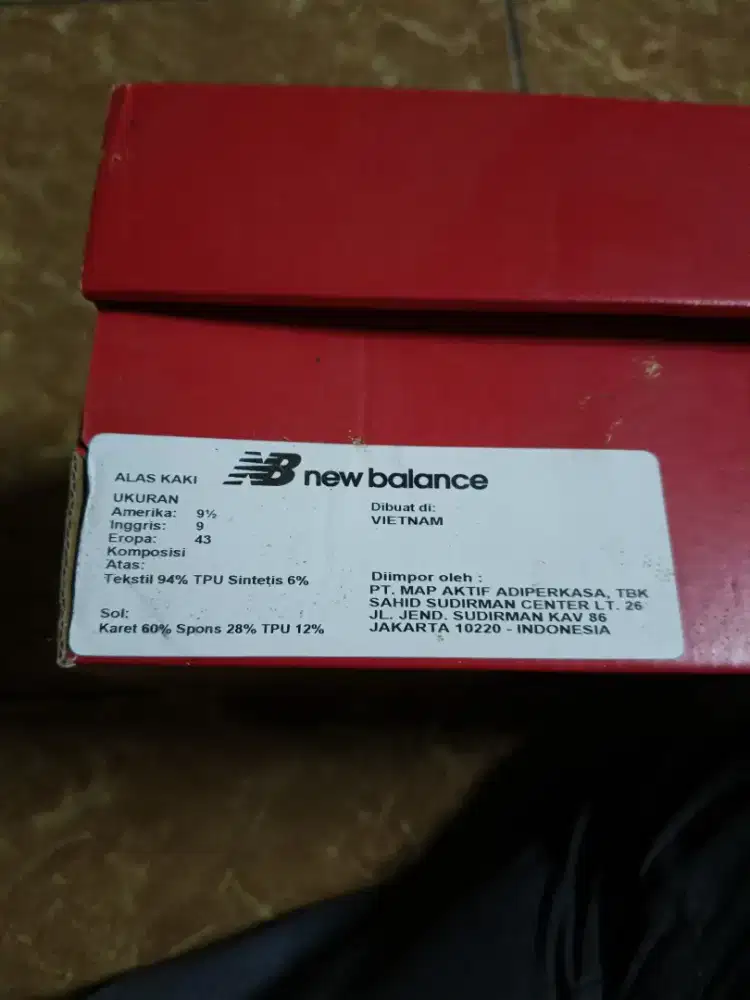 ALAS KAKI
NB new balance
UKURAN
Amerika: 9½
Inggris: 9
Eropa: 43
Komposisi
Atas:
Tekstil 94% TPU Sintetis 6%
Sol:
Karet 60% Spons 28% TPU 12%
Dibuat di:
VIETNAM
Diimpor oleh :
PT. MAP AKTIF ADIPERKASA, TBK
SAHID SUDIRMAN CENTER LT. 26
JL. JEND. SUDIRMAN KAV 86
JAKARTA 10220 - INDONESIA